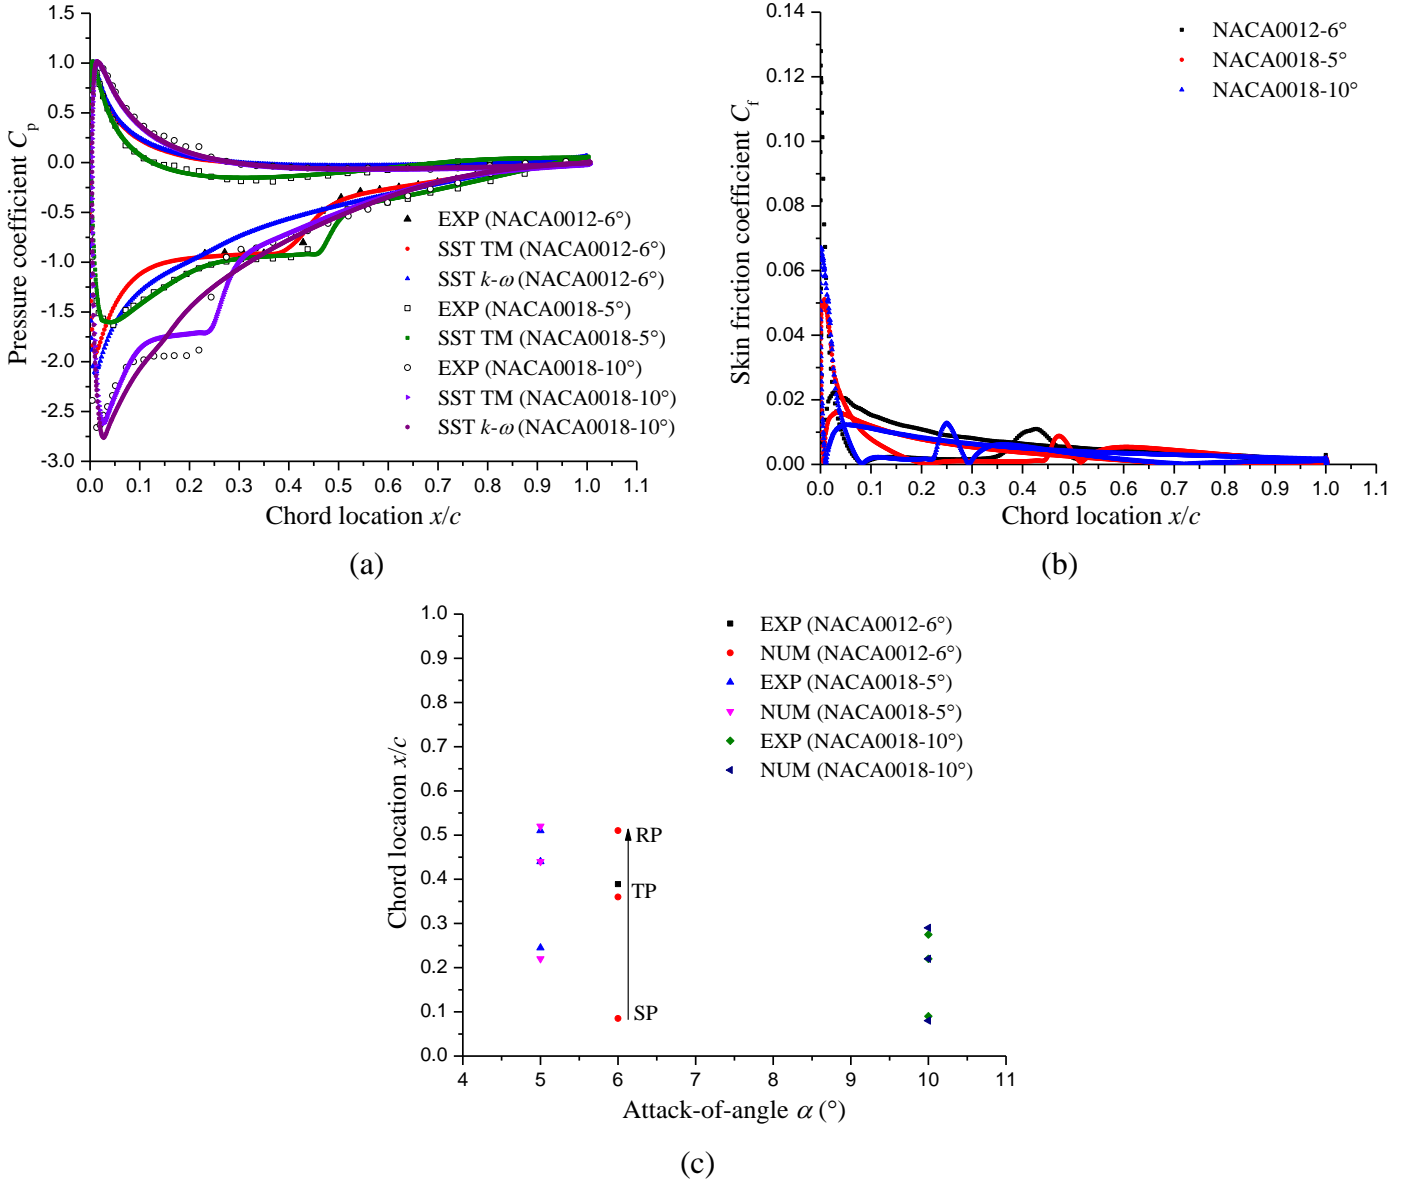 1.5
1.0
0.5
0.0
-0.5
-1.0
-1.5
-2.0
-2.5
-3.0
Pressure coefficient Cp
0.0 0.1 0.2 0.3 0.4 0.5 0.6 0.7 0.8 0.9 1.0 1.1
Chord location x/c
EXP (NACA0012-6°)
SST TM (NACA0012-6°)
SST k-ω (NACA0012-6°)
EXP (NACA0018-5°)
SST TM (NACA0018-5°)
EXP (NACA0018-10°)
SST TM (NACA0018-10°)
SST k-ω (NACA0018-10°)
(a)
0.14
0.12
0.10
0.08
0.06
0.04
0.02
0.00
Skin friction coefficient Cf
0.0 0.1 0.2 0.3 0.4 0.5 0.6 0.7 0.8 0.9 1.0 1.1
Chord location x/c
NACA0012-6°
NACA0018-5°
NACA0018-10°
(b)
1.0
0.9
0.8
0.7
0.6
0.5
0.4
0.3
0.2
0.1
0.0
Chord location x/c
4 5 6 7 8 9 10 11
Attack-of-angle α (°)
EXP (NACA0012-6°)
NUM (NACA0012-6°)
EXP (NACA0018-5°)
NUM (NACA0018-5°)
EXP (NACA0018-10°)
NUM (NACA0018-10°)
RP
TP
SP
(c)